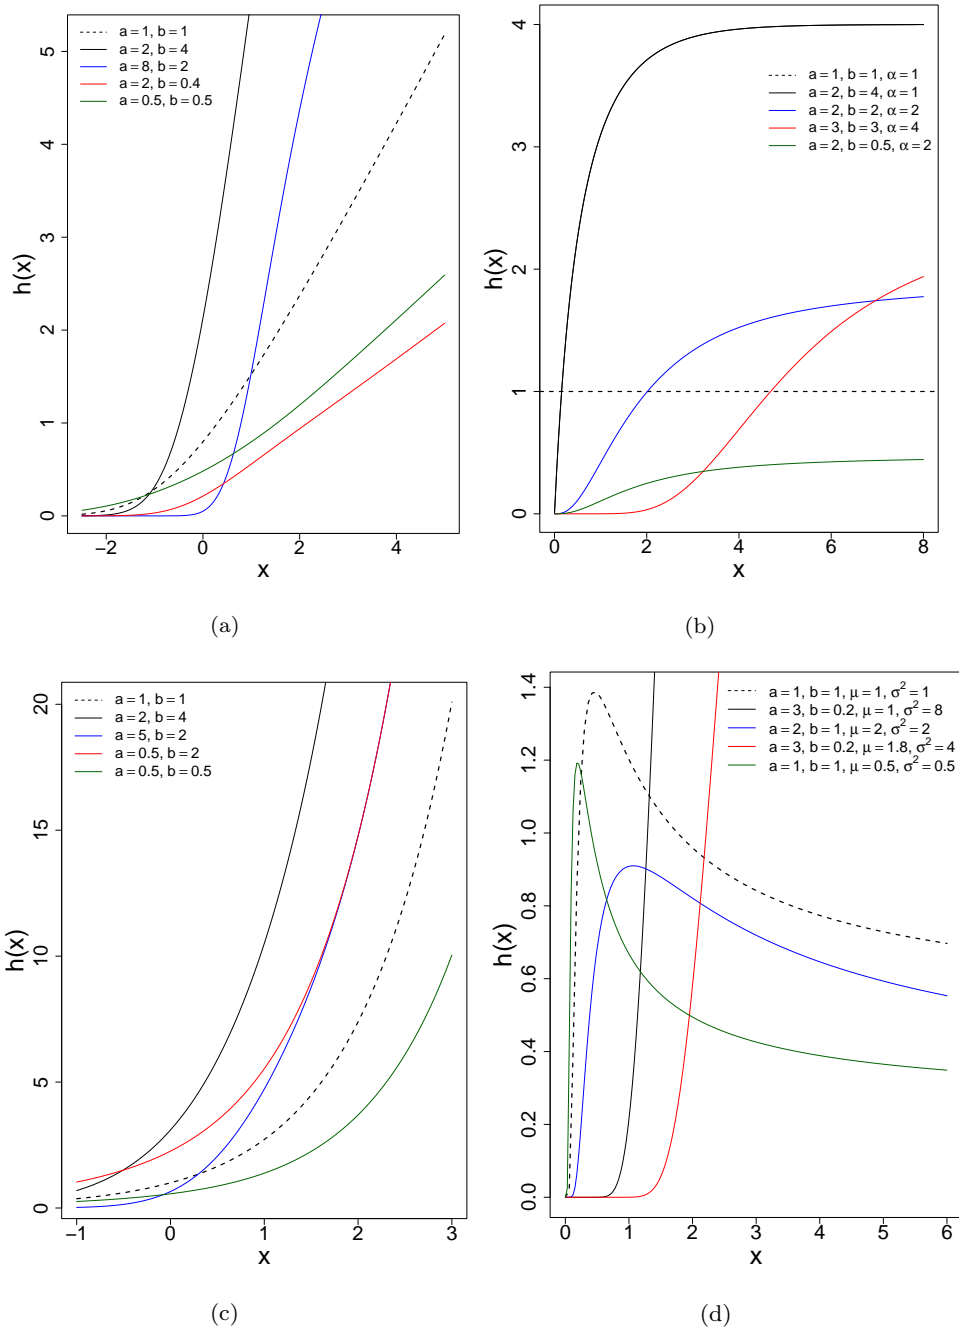 a = 1, b = 1
a = 2, b = 4
a = 8, b = 2
a = 2, b = 0.4
a = 0.5, b = 0.5
h(x)
0 1 2 3 4 5
−2 0 2 4
x
(a)
a = 1, b = 1, α = 1
a = 2, b = 4, α = 1
a = 2, b = 2, α = 2
a = 3, b = 3, α = 4
a = 2, b = 0.5, α = 2
h(x)
0 1 2 3 4
0 2 4 6 8
x
(b)
a = 1, b = 1
a = 2, b = 4
a = 5, b = 2
a = 0.5, b = 2
a = 0.5, b = 0.5
h(x)
0 5 10 15 20
−1 0 1 2 3
x
(c)
a = 1, b = 1, μ = 1, σ² = 1
a = 3, b = 0.2, μ = 1, σ² = 8
a = 2, b = 1, μ = 2, σ² = 2
a = 3, b = 0.2, μ = 1.8, σ² = 4
a = 1, b = 1, μ = 0.5, σ² = 0.5
h(x)
0.0 0.2 0.4 0.6 0.8 1.0 1.2 1.4
0 1 2 3 4 5 6
x
(d)